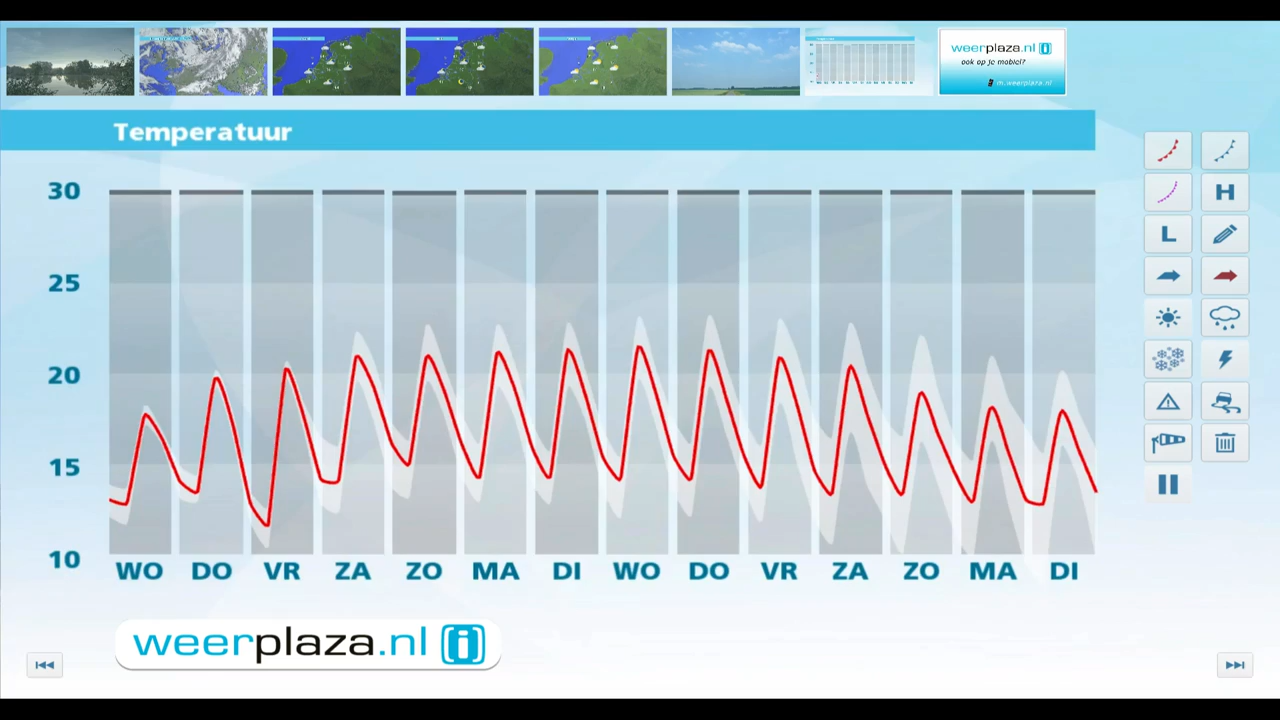 weerplaza.nl i
ook op je mobiel?
m.weerplaza.nl
Temperatuur
30
25
20
15
10
WO DO VR ZA ZO MA DI WO DO VR ZA ZO MA DI
H
L
weerplaza.nl i